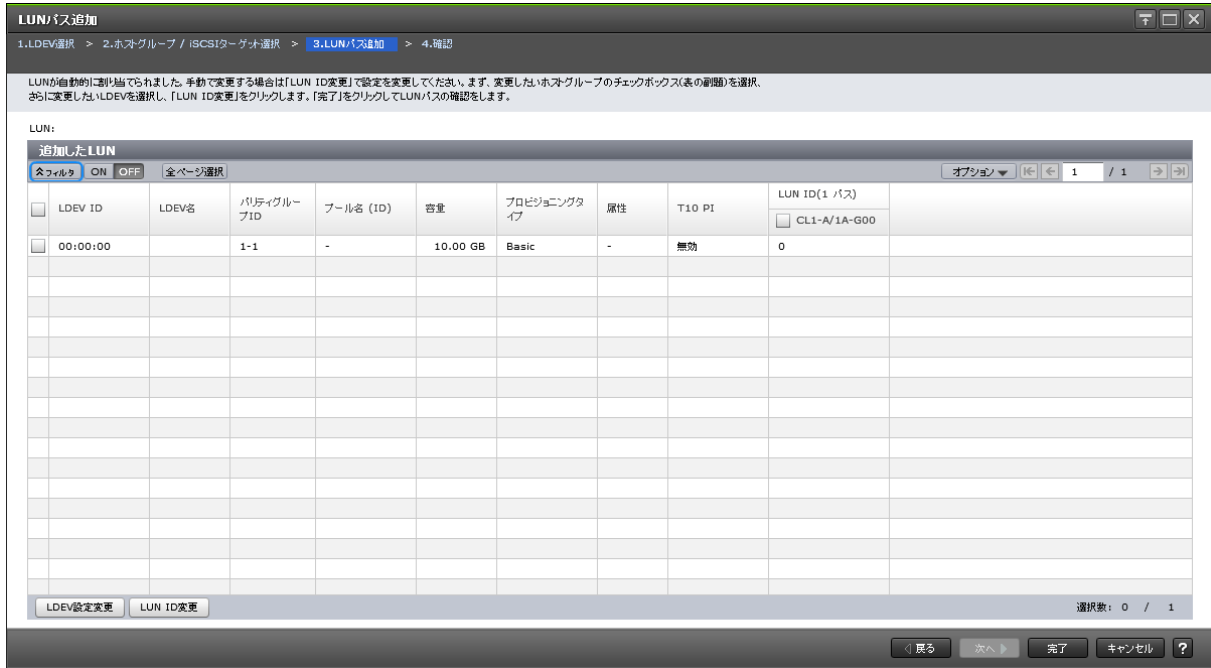 LUNパス追加
1.LDEV選択 > 2.ホストグループ / iSCSIターゲット選択 > 3.LUNパス追加 > 4.確認
LUNが自動的に割り当てられました。手動で変更する場合は「LUN ID変更」で設定を変更してください。まず、変更したいホストグループのチェックボックス(表の副題)を選択、
さらに変更したいLDEVを選択し、「LUN ID変更」をクリックします。「完了」をクリックしてLUNパスの確認をします。
LUN:
追加したLUN
フィルタ ON OFF 全ページ選択 オプション 1 / 1
LDEV ID LDEV名 パリティグループID プール名 (ID) 容量 プロビジョニングタイプ 属性 T10 PI LUN ID(1 パス)
CL1-A/1A-G00
00:00:00 1-1 - 10.00 GB Basic - 無効 0
LDEV設定変更 LUN ID変更 選択数: 0 / 1
戻る 次へ 完了 キャンセル ?